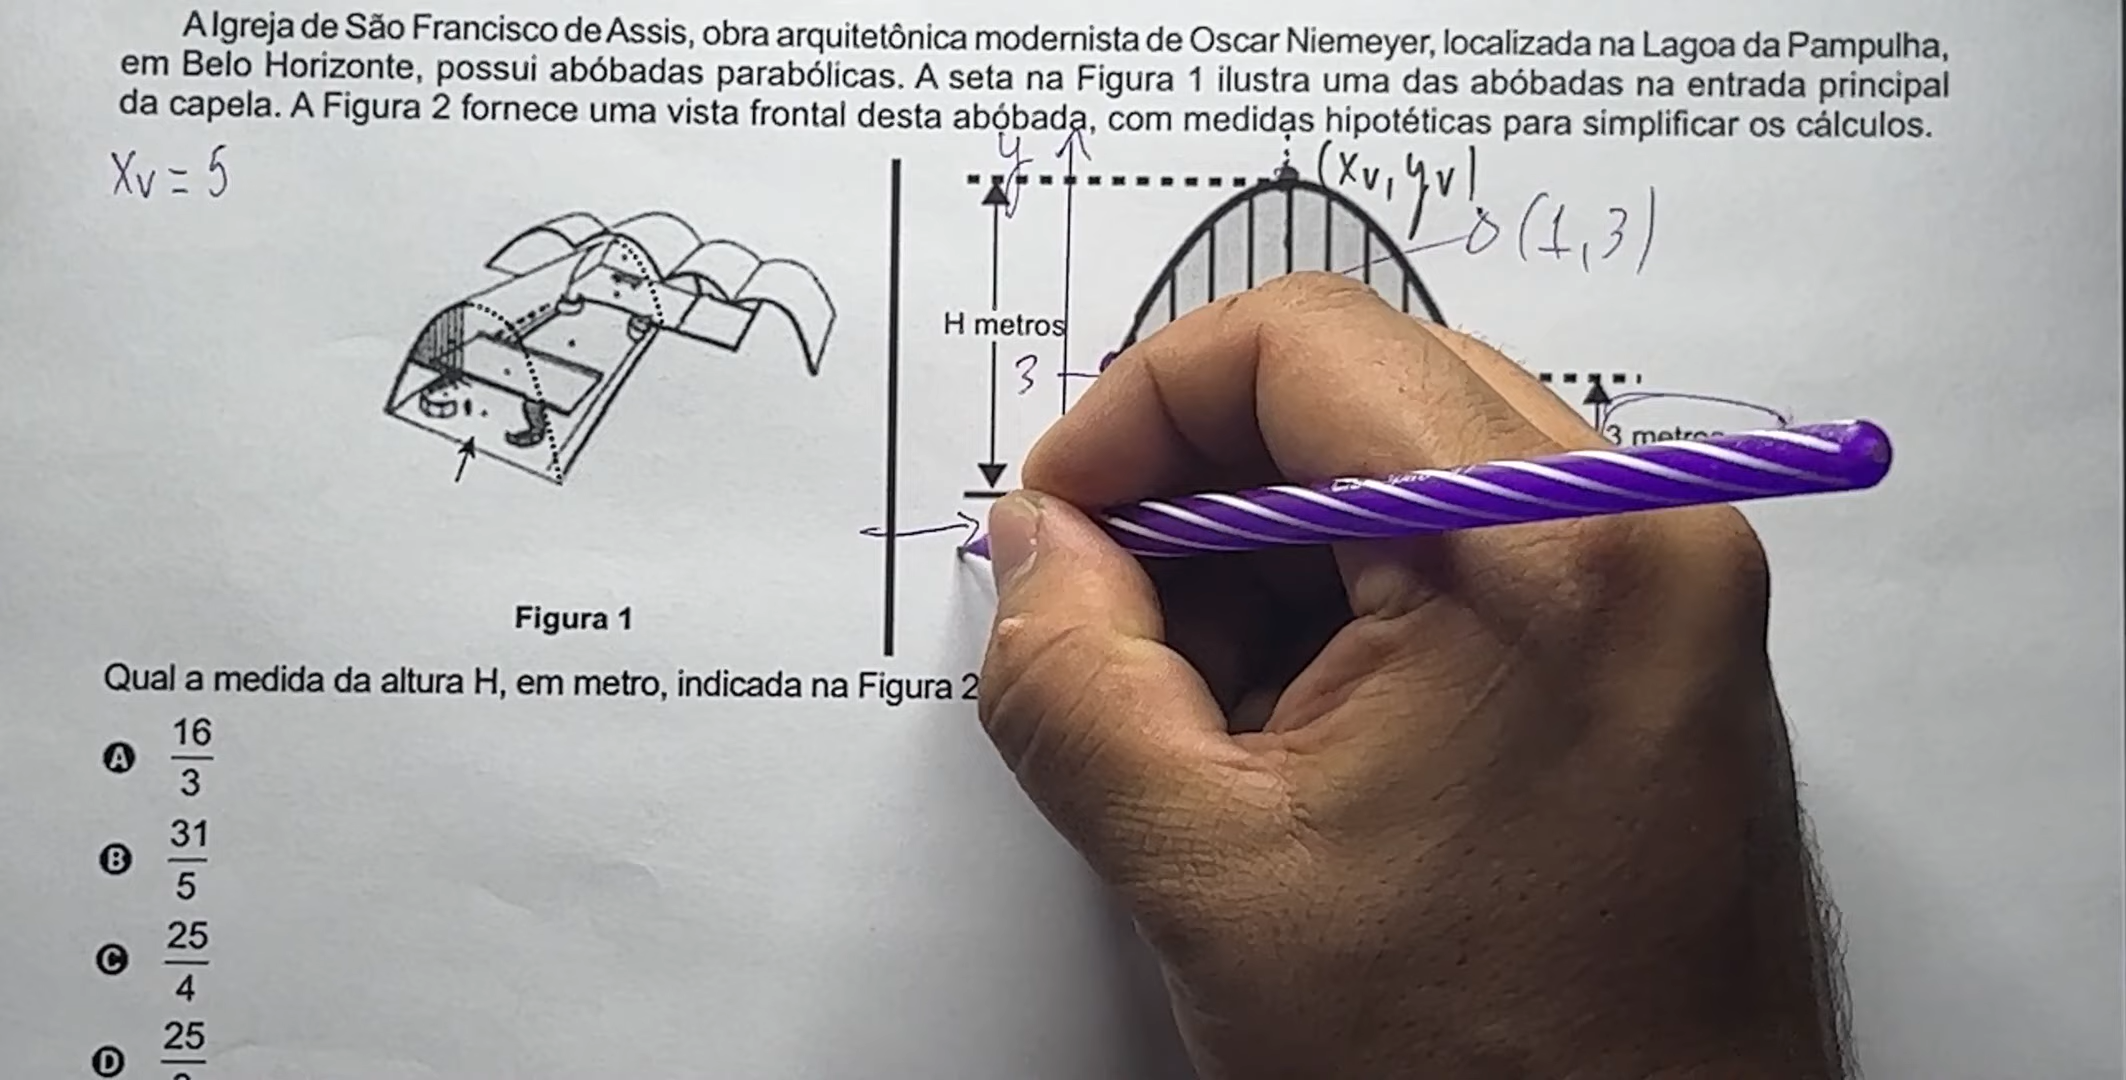 A Igreja de São Francisco de Assis, obra arquitetônica modernista de Oscar Niemeyer, localizada na Lagoa da Pampulha,
em Belo Horizonte, possui abóbadas parabólicas. A seta na Figura 1 ilustra uma das abóbadas na entrada principal
da capela. A Figura 2 fornece uma vista frontal desta abóbada, com medidas hipotéticas para simplificar os cálculos.
Xv = 5
y
(xv, yv)
(1,3)
H metros
3
3 metros
Figura 1
Qual a medida da altura H, em metro, indicada na Figura 2
A 16/3
B 31/5
C 25/4
D 25